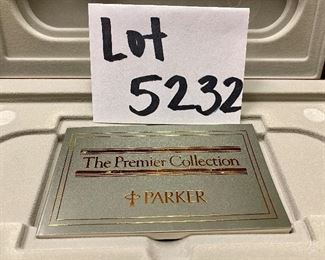 Lot
5232
The Premier Collection
PARKER